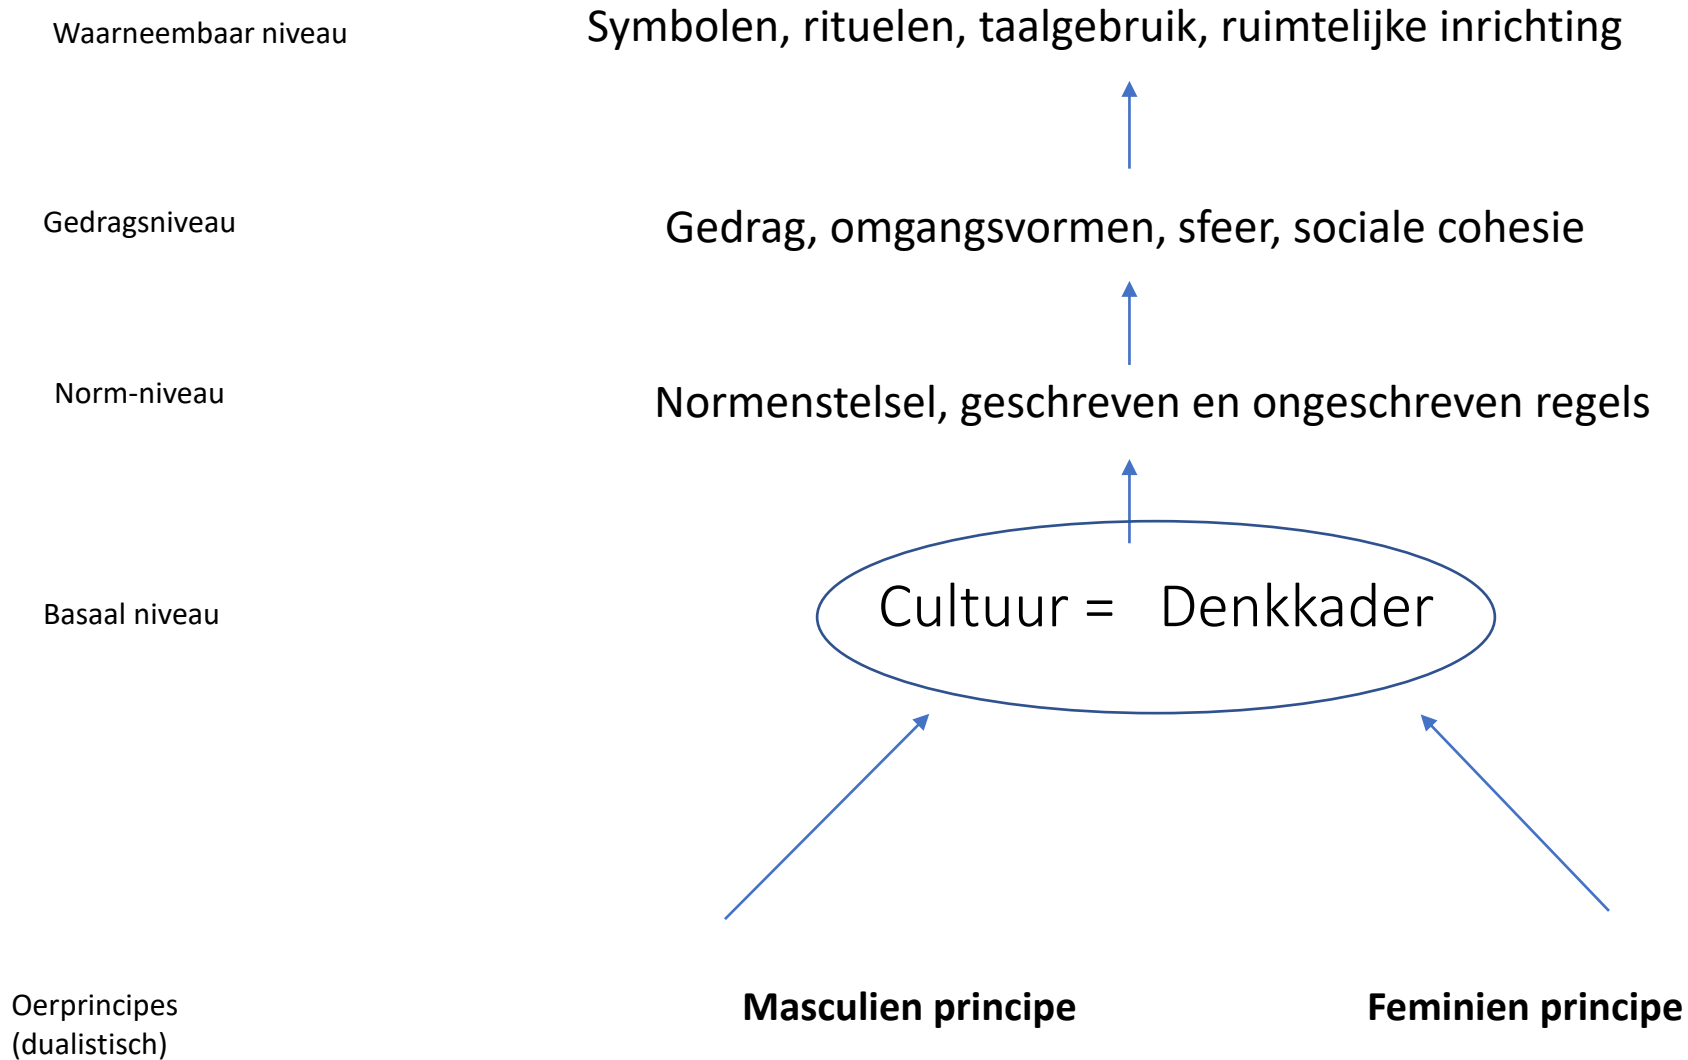 Waarneembaar niveau
Symbolen, rituelen, taalgebruik, ruimtelijke inrichting
Gedragsniveau
Gedrag, omgangsvormen, sfeer, sociale cohesie
Norm-niveau
Normenstelsel, geschreven en ongeschreven regels
Basaal niveau
Cultuur = Denkkader
Oerprincipes
(dualistisch)
Masculien principe
Feminien principe